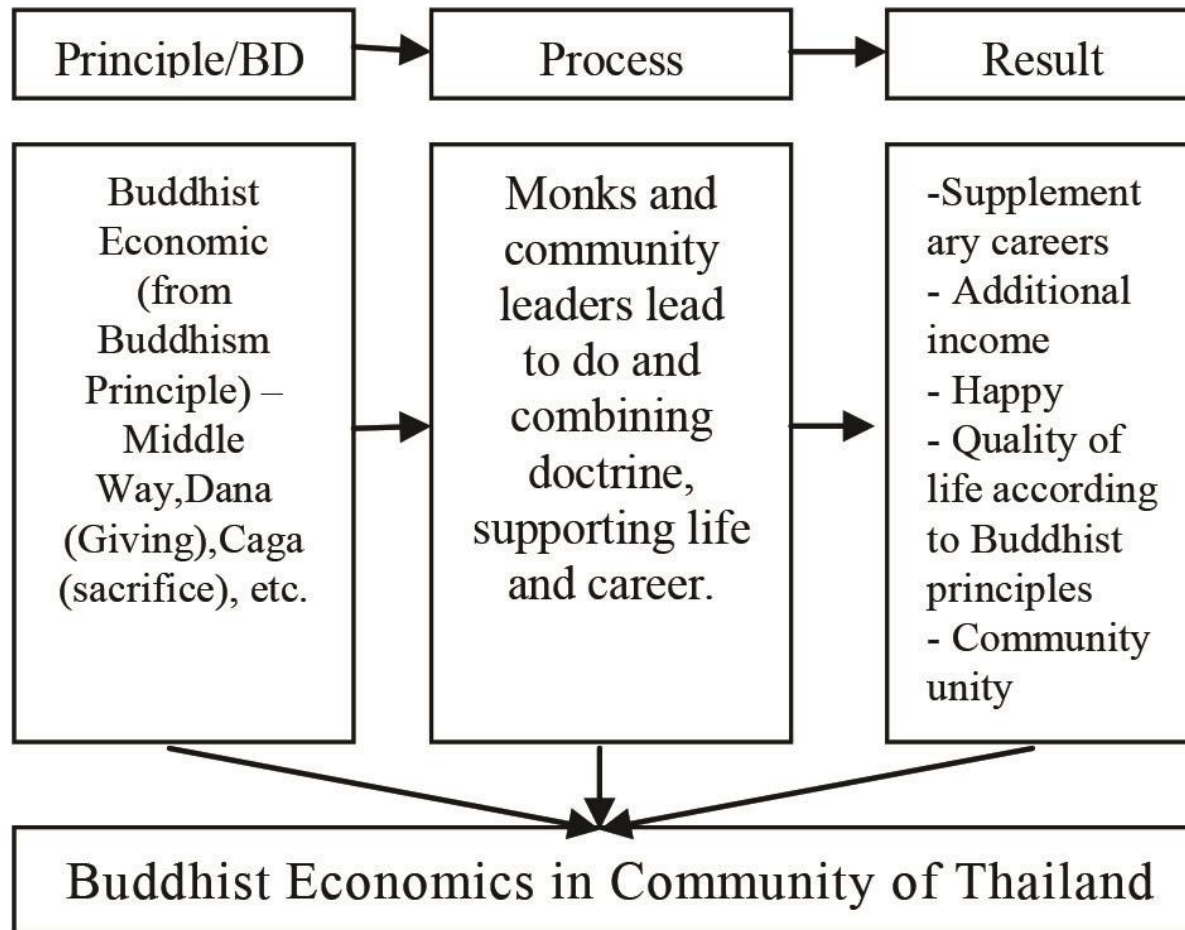 Principle/BD
Process
Result
Buddhist
Economic
(from
Buddhism
Principle) –
Middle
Way,Dana
(Giving),Caga
(sacrifice), etc.
Monks and
community
leaders lead
to do and
combining
doctrine,
supporting life
and career.
-Supplement
ary careers
- Additional
income
- Happy
- Quality of
life according
to Buddhist
principles
- Community
unity
Buddhist Economics in Community of Thailand